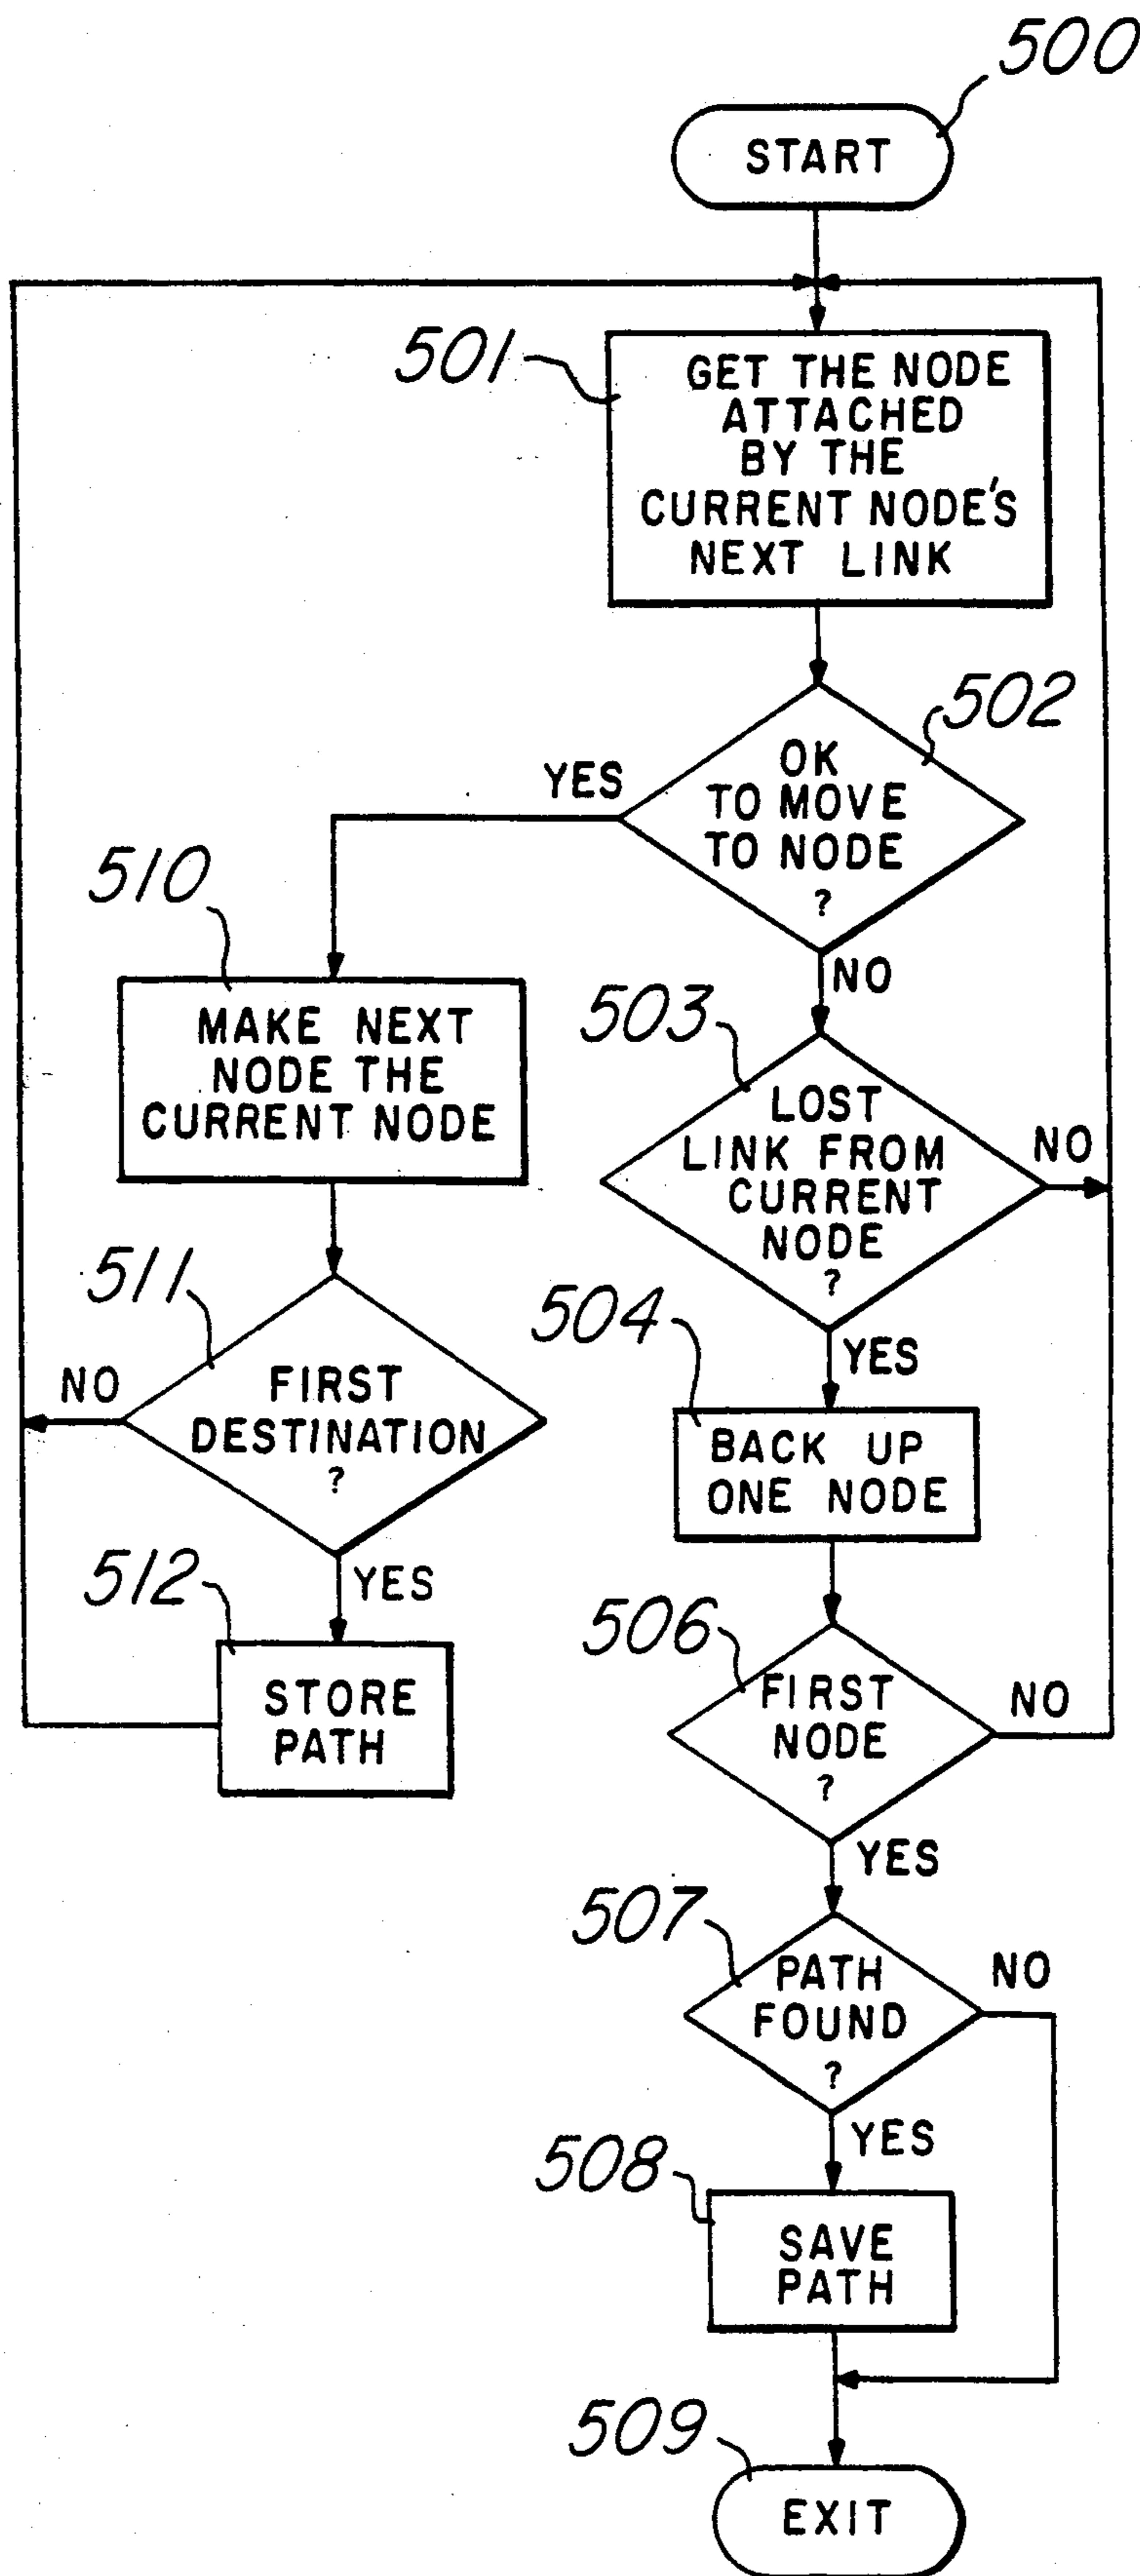 500
START
501
GET THE NODE
ATTACHED
BY THE
CURRENT NODE'S
NEXT LINK
502
OK
TO MOVE
TO NODE
?
YES
NO
510
MAKE NEXT
NODE THE
CURRENT NODE
503
LOST
LINK FROM
CURRENT
NODE
?
NO
YES
511
FIRST
DESTINATION
?
NO
YES
504
BACK UP
ONE NODE
512
STORE
PATH
506
FIRST
NODE
?
NO
YES
507
PATH
FOUND
?
NO
YES
508
SAVE
PATH
509
EXIT